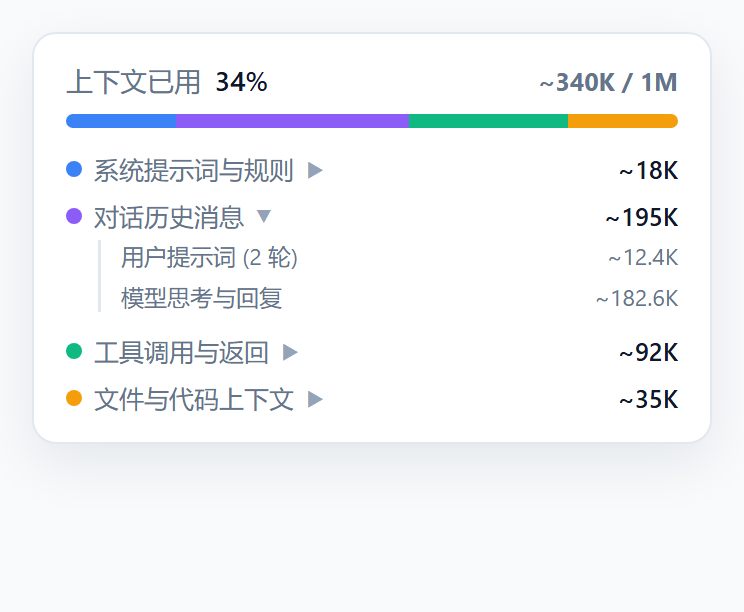 上下文已用 34% ~340K / 1M
系统提示词与规则 ▶ ~18K
对话历史消息 ▼ ~195K
用户提示词 (2 轮) ~12.4K
模型思考与回复 ~182.6K
工具调用与返回 ▶ ~92K
文件与代码上下文 ▶ ~35K